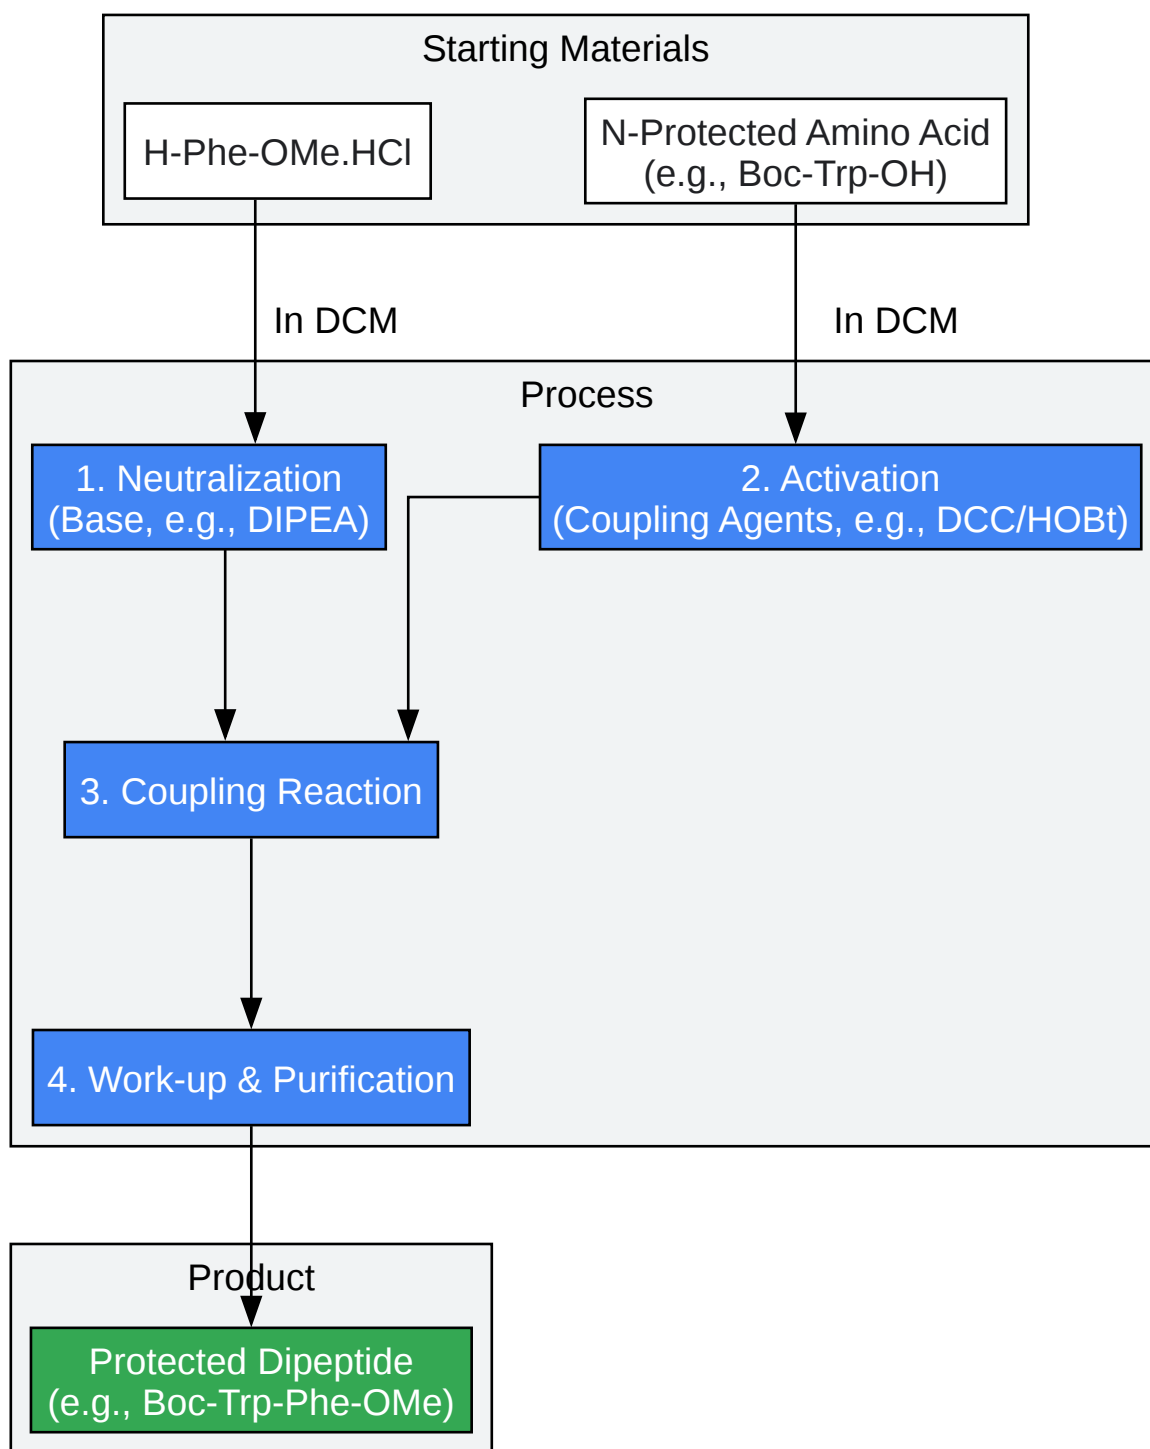 Starting Materials
H-Phe-OMe.HCl
N-Protected Amino Acid
(e.g., Boc-Trp-OH)
In DCM
In DCM
Process
1. Neutralization
(Base, e.g., DIPEA)
2. Activation
(Coupling Agents, e.g., DCC/HOBt)
3. Coupling Reaction
4. Work-up & Purification
Product
Protected Dipeptide
(e.g., Boc-Trp-Phe-OMe)